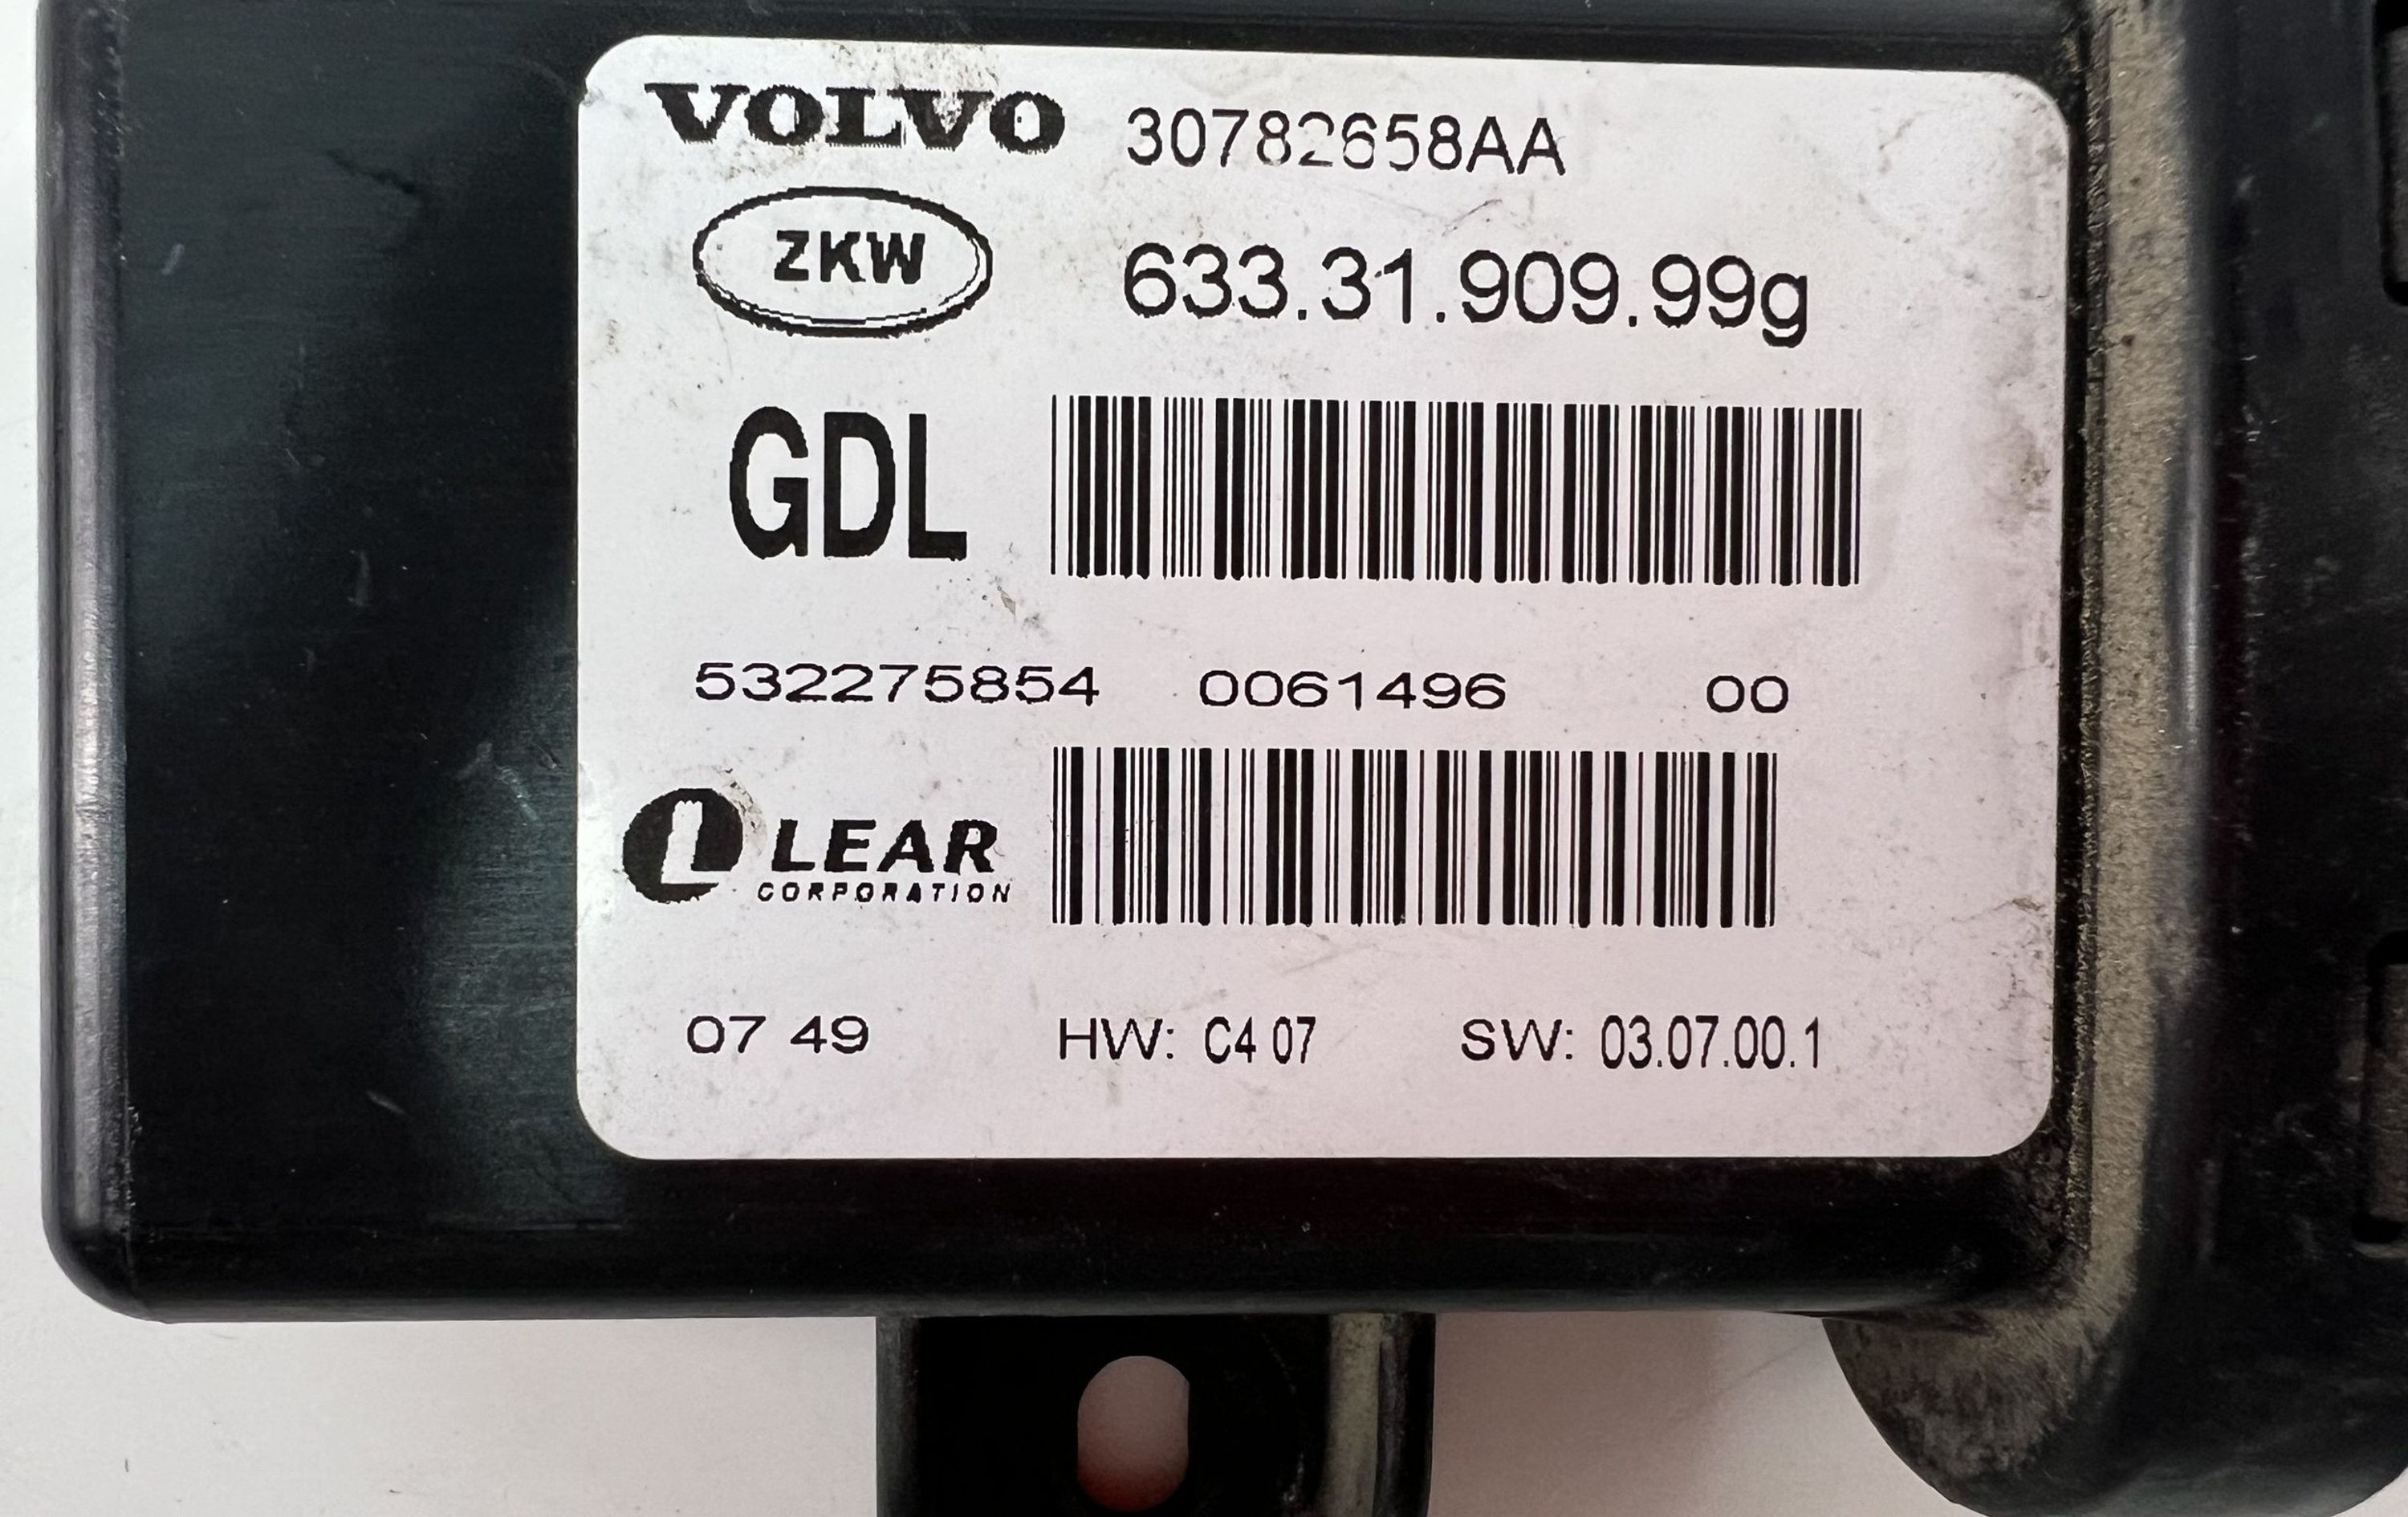 VOLVO 30782658AA
ZKW 633.31.909.99g
GDL
532275854 0061496 00
L LEAR
CORPORATION
07 49 HW: C4 07 SW: 03.07.00.1